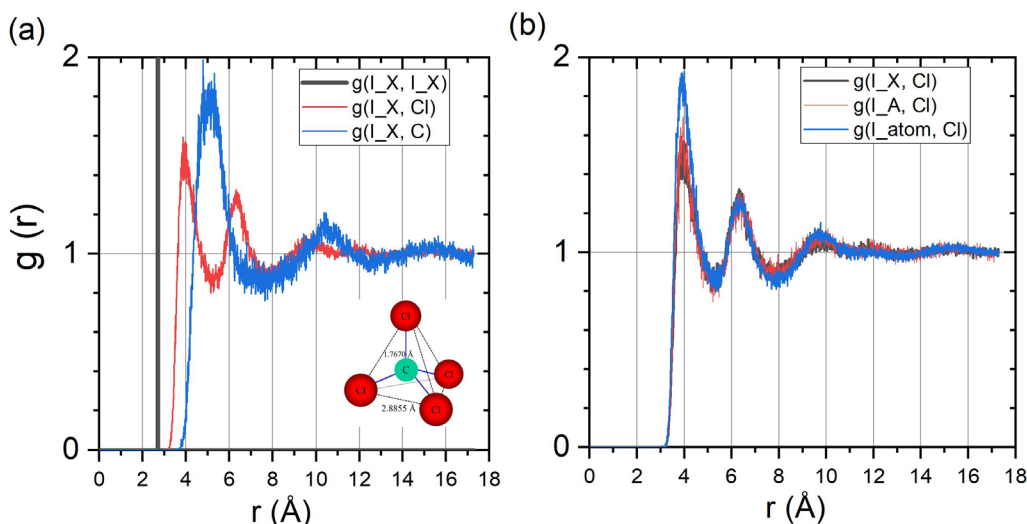 (a)
g (r)
2
1
0
g(I_X, I_X)
g(I_X, Cl)
g(I_X, C)
Cl
1.7670 Å
C
Cl
Cl
2.8855 Å
Cl
0 2 4 6 8 10 12 14 16 18
r (Å)
(b)
2
1
0
g(I_X, Cl)
g(I_A, Cl)
g(I_atom, Cl)
0 2 4 6 8 10 12 14 16 18
r (Å)